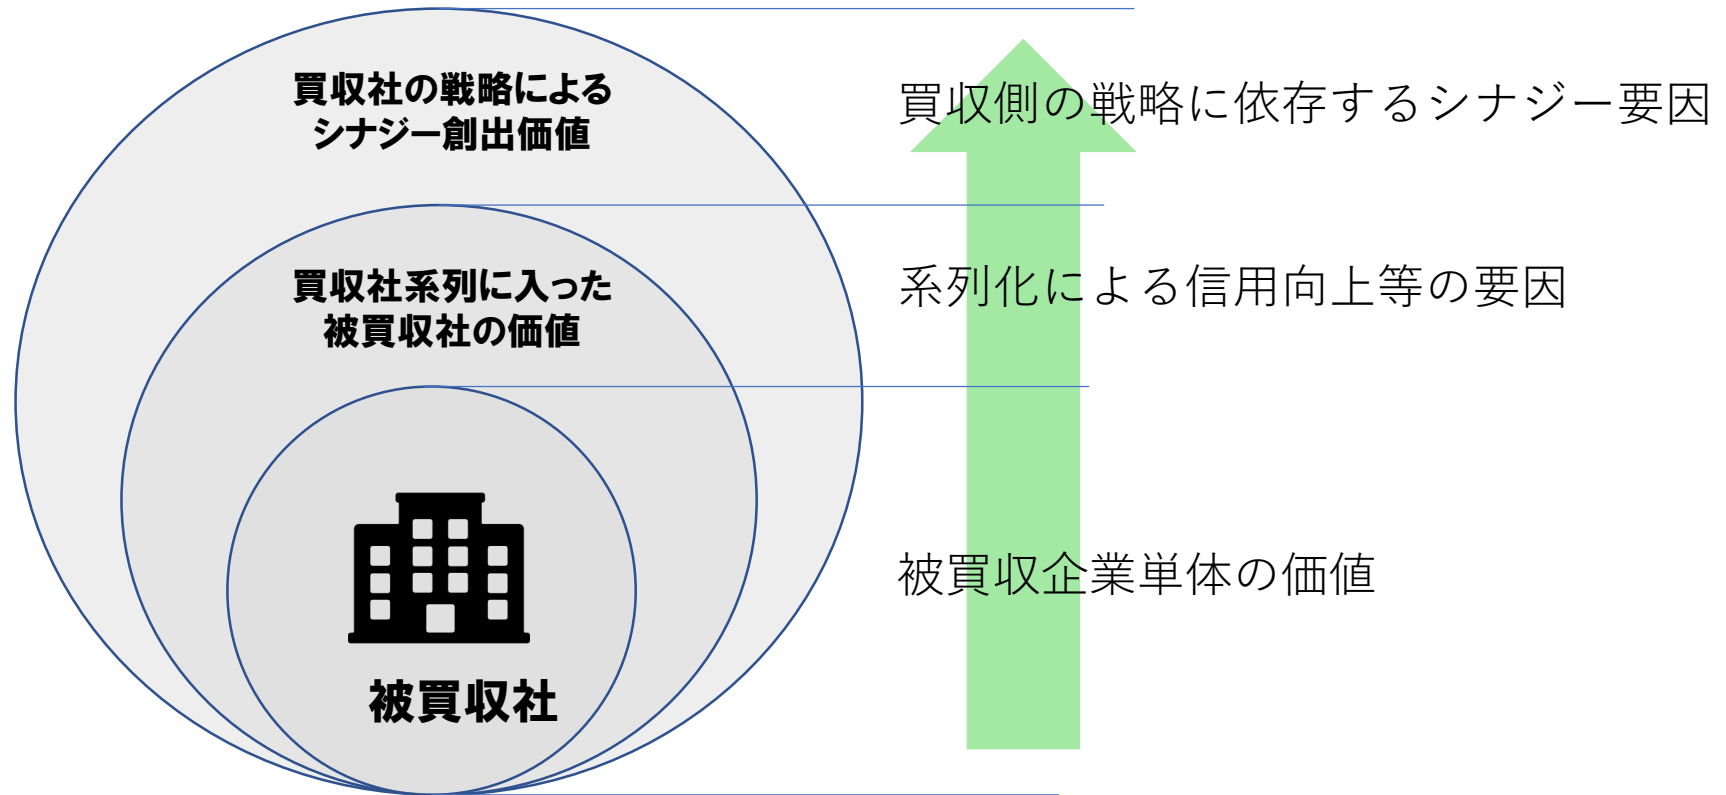 買収社の戦略による
シナジー創出価値
買収側の戦略に依存するシナジー要因
買収社系列に入った
被買収社の価値
系列化による信用向上等の要因
被買収企業単体の価値
被買収社